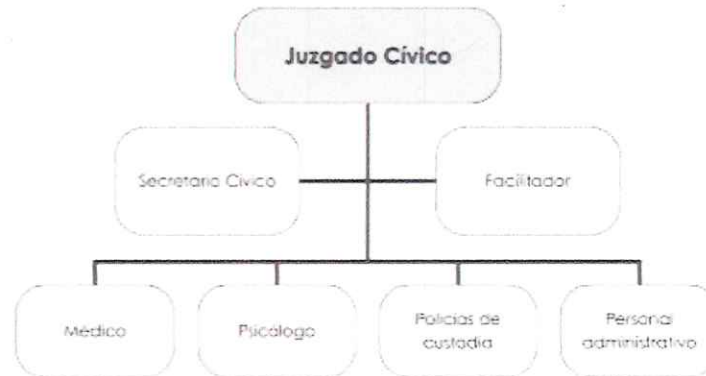 Juzgado Cívico
Secretario Cívico
Facilitador
Médico
Psicólogo
Policías de
custodia
Personal
administrativo